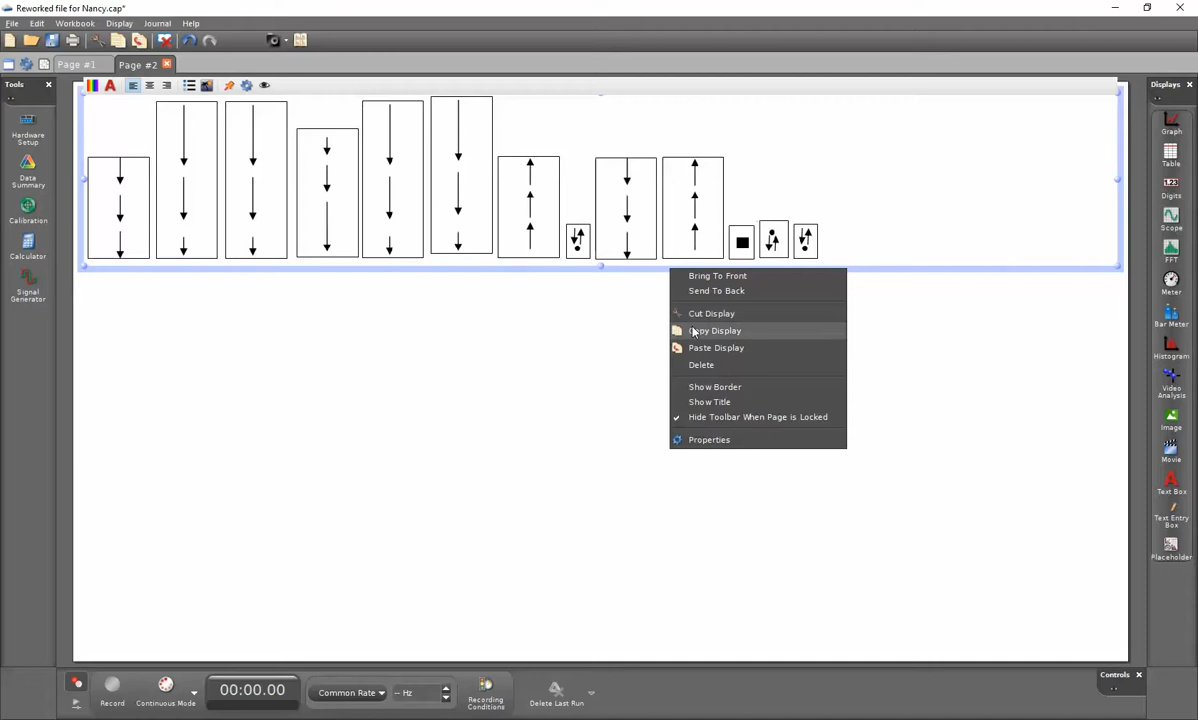 Reworked file for Nancy.cap*
File Edit Workbook Display Journal Help
Page #1 Page #2
Tools
Hardware
Setup
Data
Summary
Calibration
Calculator
Signal
Generator
Bring To Front
Send To Back
Cut Display
Copy Display
Paste Display
Delete
Show Border
Show Title
Hide Toolbar When Page is Locked
Properties
Displays
Graph
Table
1.23
Digits
Scope
FFT
Meter
Bar Meter
Histogram
Video
Analysis
Image
Movie
Text Box
Text Entry
Box
Placeholder
Record
Continuous Mode
00:00.00
Common Rate
-- Hz
Recording
Conditions
Delete Last Run
Controls